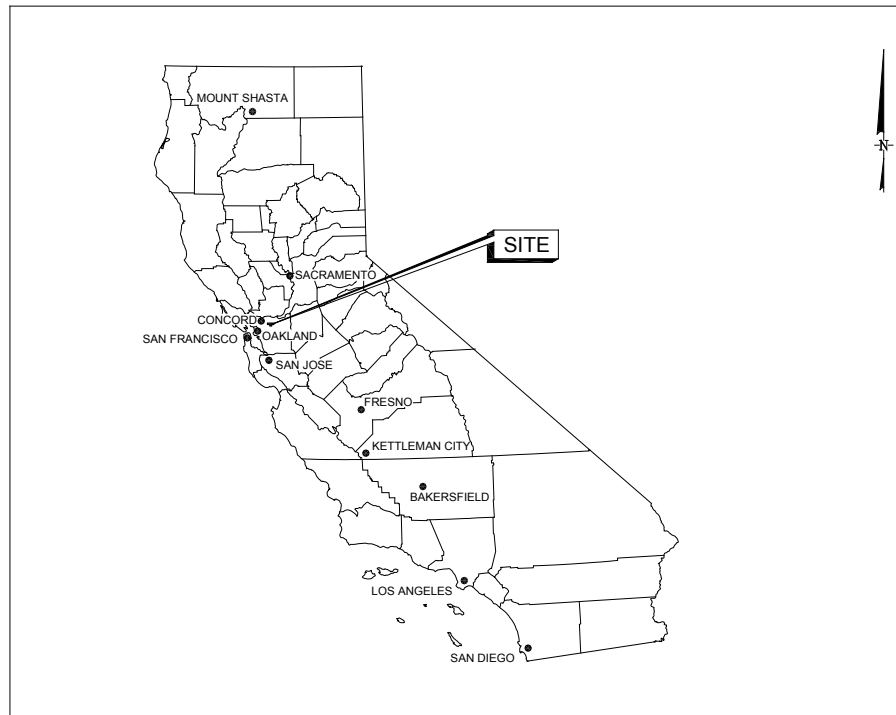 MOUNT SHASTA
N
SITE
SACRAMENTO
CONCORD
OAKLAND
SAN FRANCISCO
SAN JOSE
FRESNO
KETTLEMAN CITY
BAKERSFIELD
LOS ANGELES
SAN DIEGO